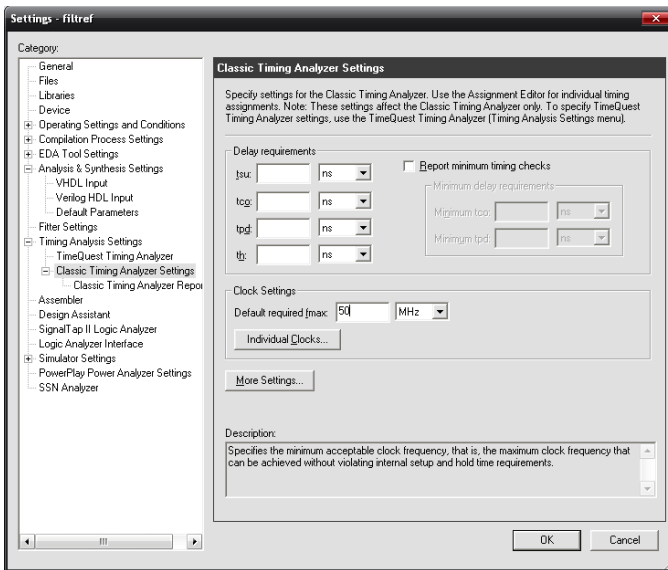 Settings - filtref
Category:
General
Files
Libraries
Device
Operating Settings and Conditions
Compilation Process Settings
EDA Tool Settings
Analysis & Synthesis Settings
VHDL Input
Verilog HDL Input
Default Parameters
Fitter Settings
Timing Analysis Settings
TimeQuest Timing Analyzer
Classic Timing Analyzer Settings
Classic Timing Analyzer Repor
Assembler
Design Assistant
SignalTap II Logic Analyzer
Logic Analyzer Interface
Simulator Settings
PowerPlay Power Analyzer Settings
SSN Analyzer
Classic Timing Analyzer Settings
Specify settings for the Classic Timing Analyzer. Use the Assignment Editor for individual timing
assignments. Note: These settings affect the Classic Timing Analyzer only. To specify TimeQuest
Timing Analyzer settings, use the TimeQuest Timing Analyzer (Timing Analysis Settings menu).
Delay requirements
tsu: ns
tco: ns
tpd: ns
th: ns
Report minimum timing checks
Minimum delay requirements
Minimum tco: ns
Minimum tpd: ns
Clock Settings
Default required fmax: 50 MHz
Individual Clocks...
More Settings...
Description:
Specifies the minimum acceptable clock frequency, that is, the maximum clock frequency that
can be achieved without violating internal setup and hold time requirements.
OK Cancel